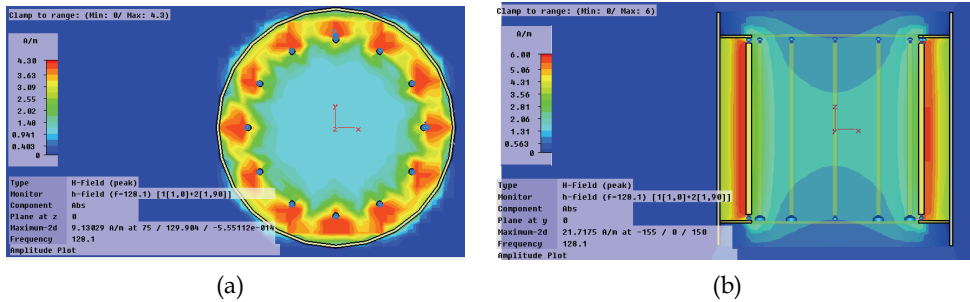 Clamp to range: (Min: 0/ Max: 4.3)
A/m
4.30
3.63
3.09
2.55
2.02
1.48
0.941
0.403
0
y
z
x
Type H-Field (peak)
Monitor h-field (f=128.1) [1[1,0]+2[1,90]]
Component Abs
Plane at z 0
Maximum-2d 9.13029 A/m at 75 / 129.904 / -5.55112e-014
Frequency 128.1
Amplitude Plot
(a)
Clamp to range: (Min: 0/ Max: 6)
A/m
6.00
5.06
4.31
3.56
2.81
2.06
1.31
0.563
0
z
y
x
Type H-Field (peak)
Monitor h-field (f=128.1) [1[1,0]+2[1,90]]
Component Abs
Plane at y 0
Maximum-2d 21.7175 A/m at -155 / 0 / 150
Frequency 128.1
Amplitude Plot
(b)